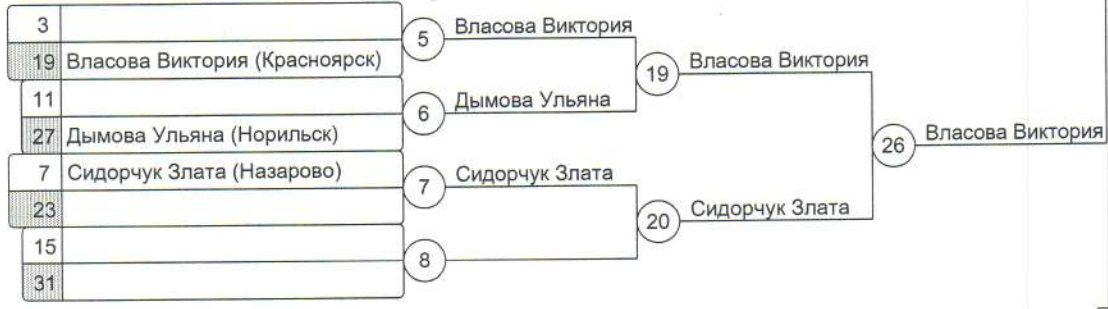 3
5 Власова Виктория
19 Власова Виктория (Красноярск)
19 Власова Виктория
11
6 Дымова Ульяна
27 Дымова Ульяна (Норильск)
26 Власова Виктория
7 Сидорчук Злата (Назарово)
7 Сидорчук Злата
23
20 Сидорчук Злата
15
8
31